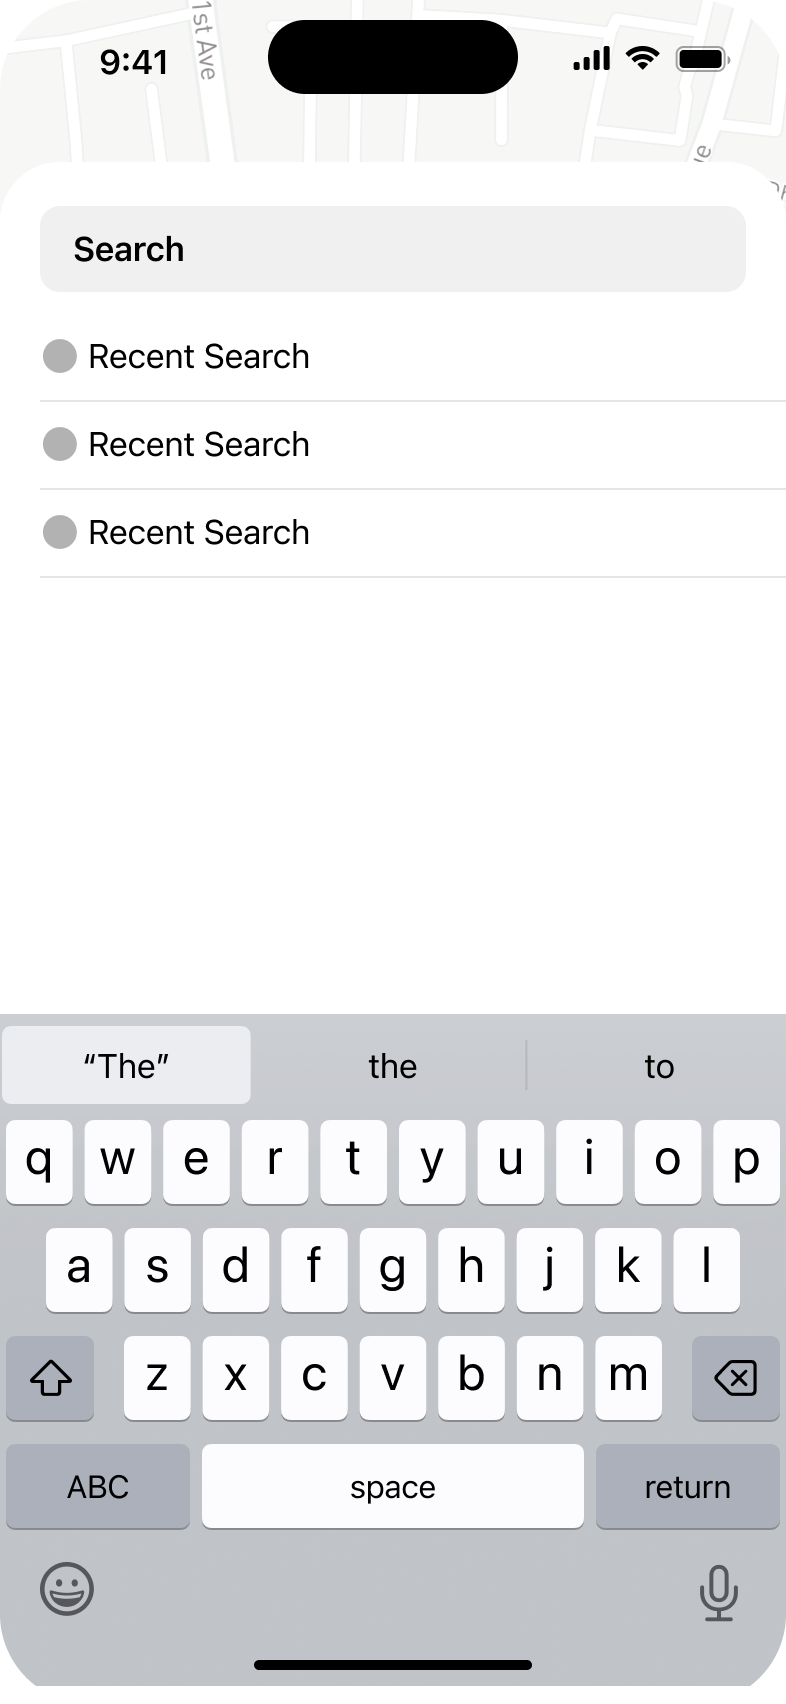 1st Ave
9:41
Search
Recent Search
Recent Search
Recent Search
“The” the to
q w e r t y u i o p
a s d f g h j k l
z x c v b n m
ABC space return